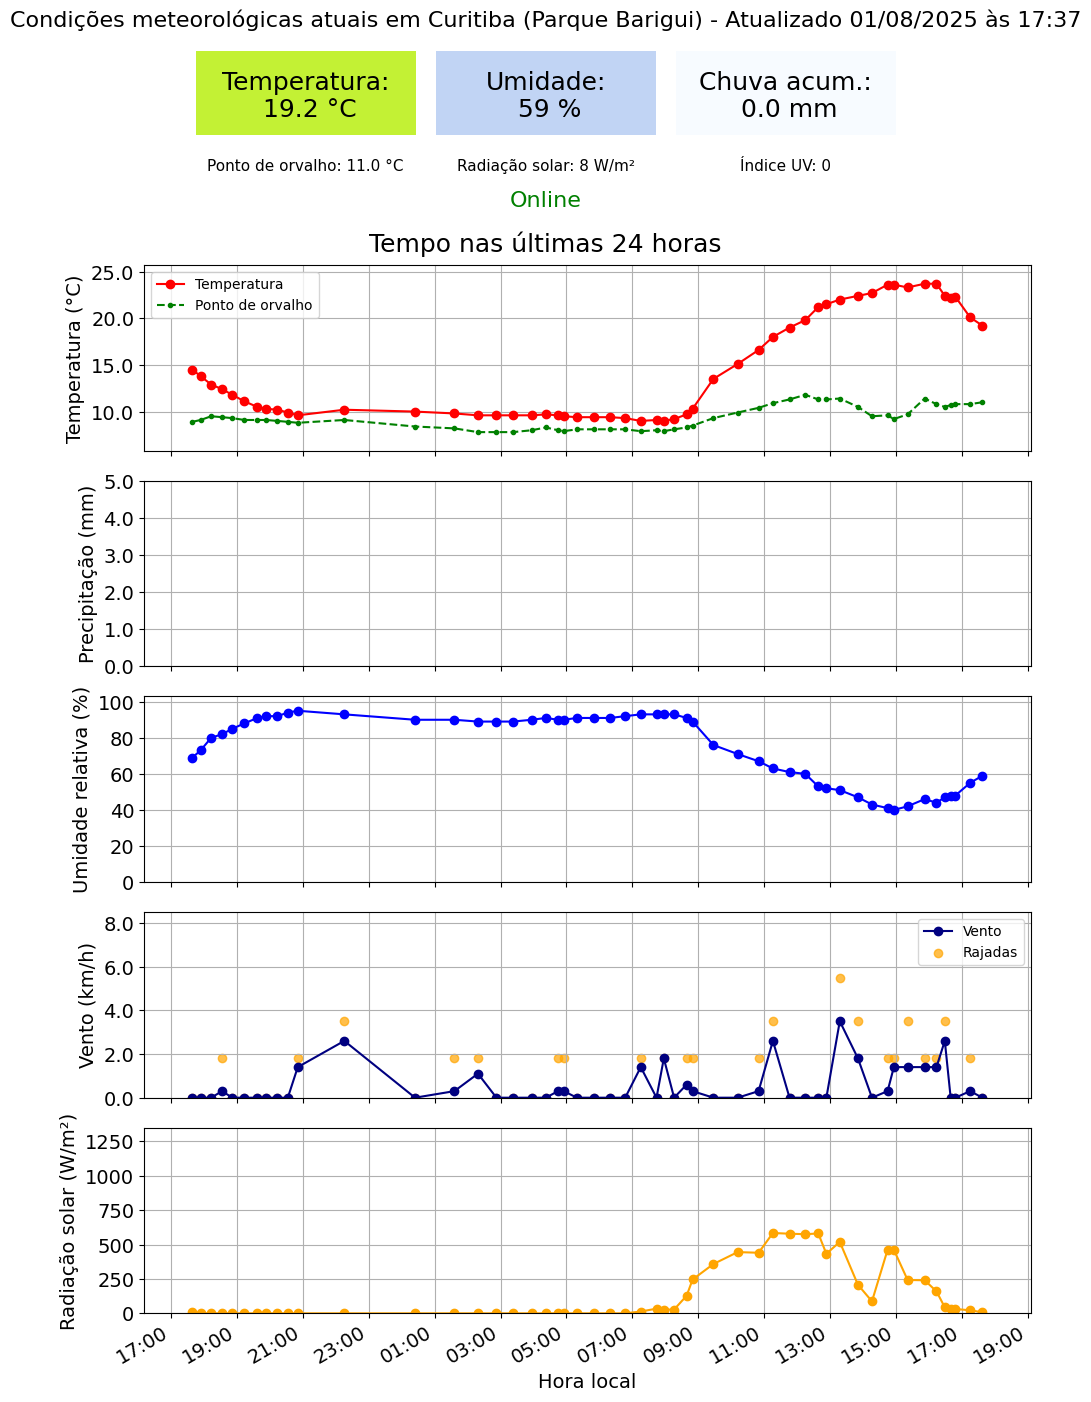 Condições meteorológicas atuais em Curitiba (Parque Barigui) - Atualizado 01/08/2025 às 17:37
Temperatura:
19.2 °C
Umidade:
59 %
Chuva acum.:
0.0 mm
Ponto de orvalho: 11.0 °C
Radiação solar: 8 W/m²
Índice UV: 0
Online
Tempo nas últimas 24 horas
Temperatura (°C)
25.0
20.0
15.0
10.0
Temperatura
Ponto de orvalho
Precipitação (mm)
5.0
4.0
3.0
2.0
1.0
0.0
Umidade relativa (%)
100
80
60
40
20
0
Vento (km/h)
8.0
6.0
4.0
2.0
0.0
Vento
Rajadas
Radiação solar (W/m²)
1250
1000
750
500
250
0
17:00
19:00
21:00
23:00
01:00
03:00
05:00
07:00
09:00
11:00
13:00
15:00
17:00
19:00
Hora local